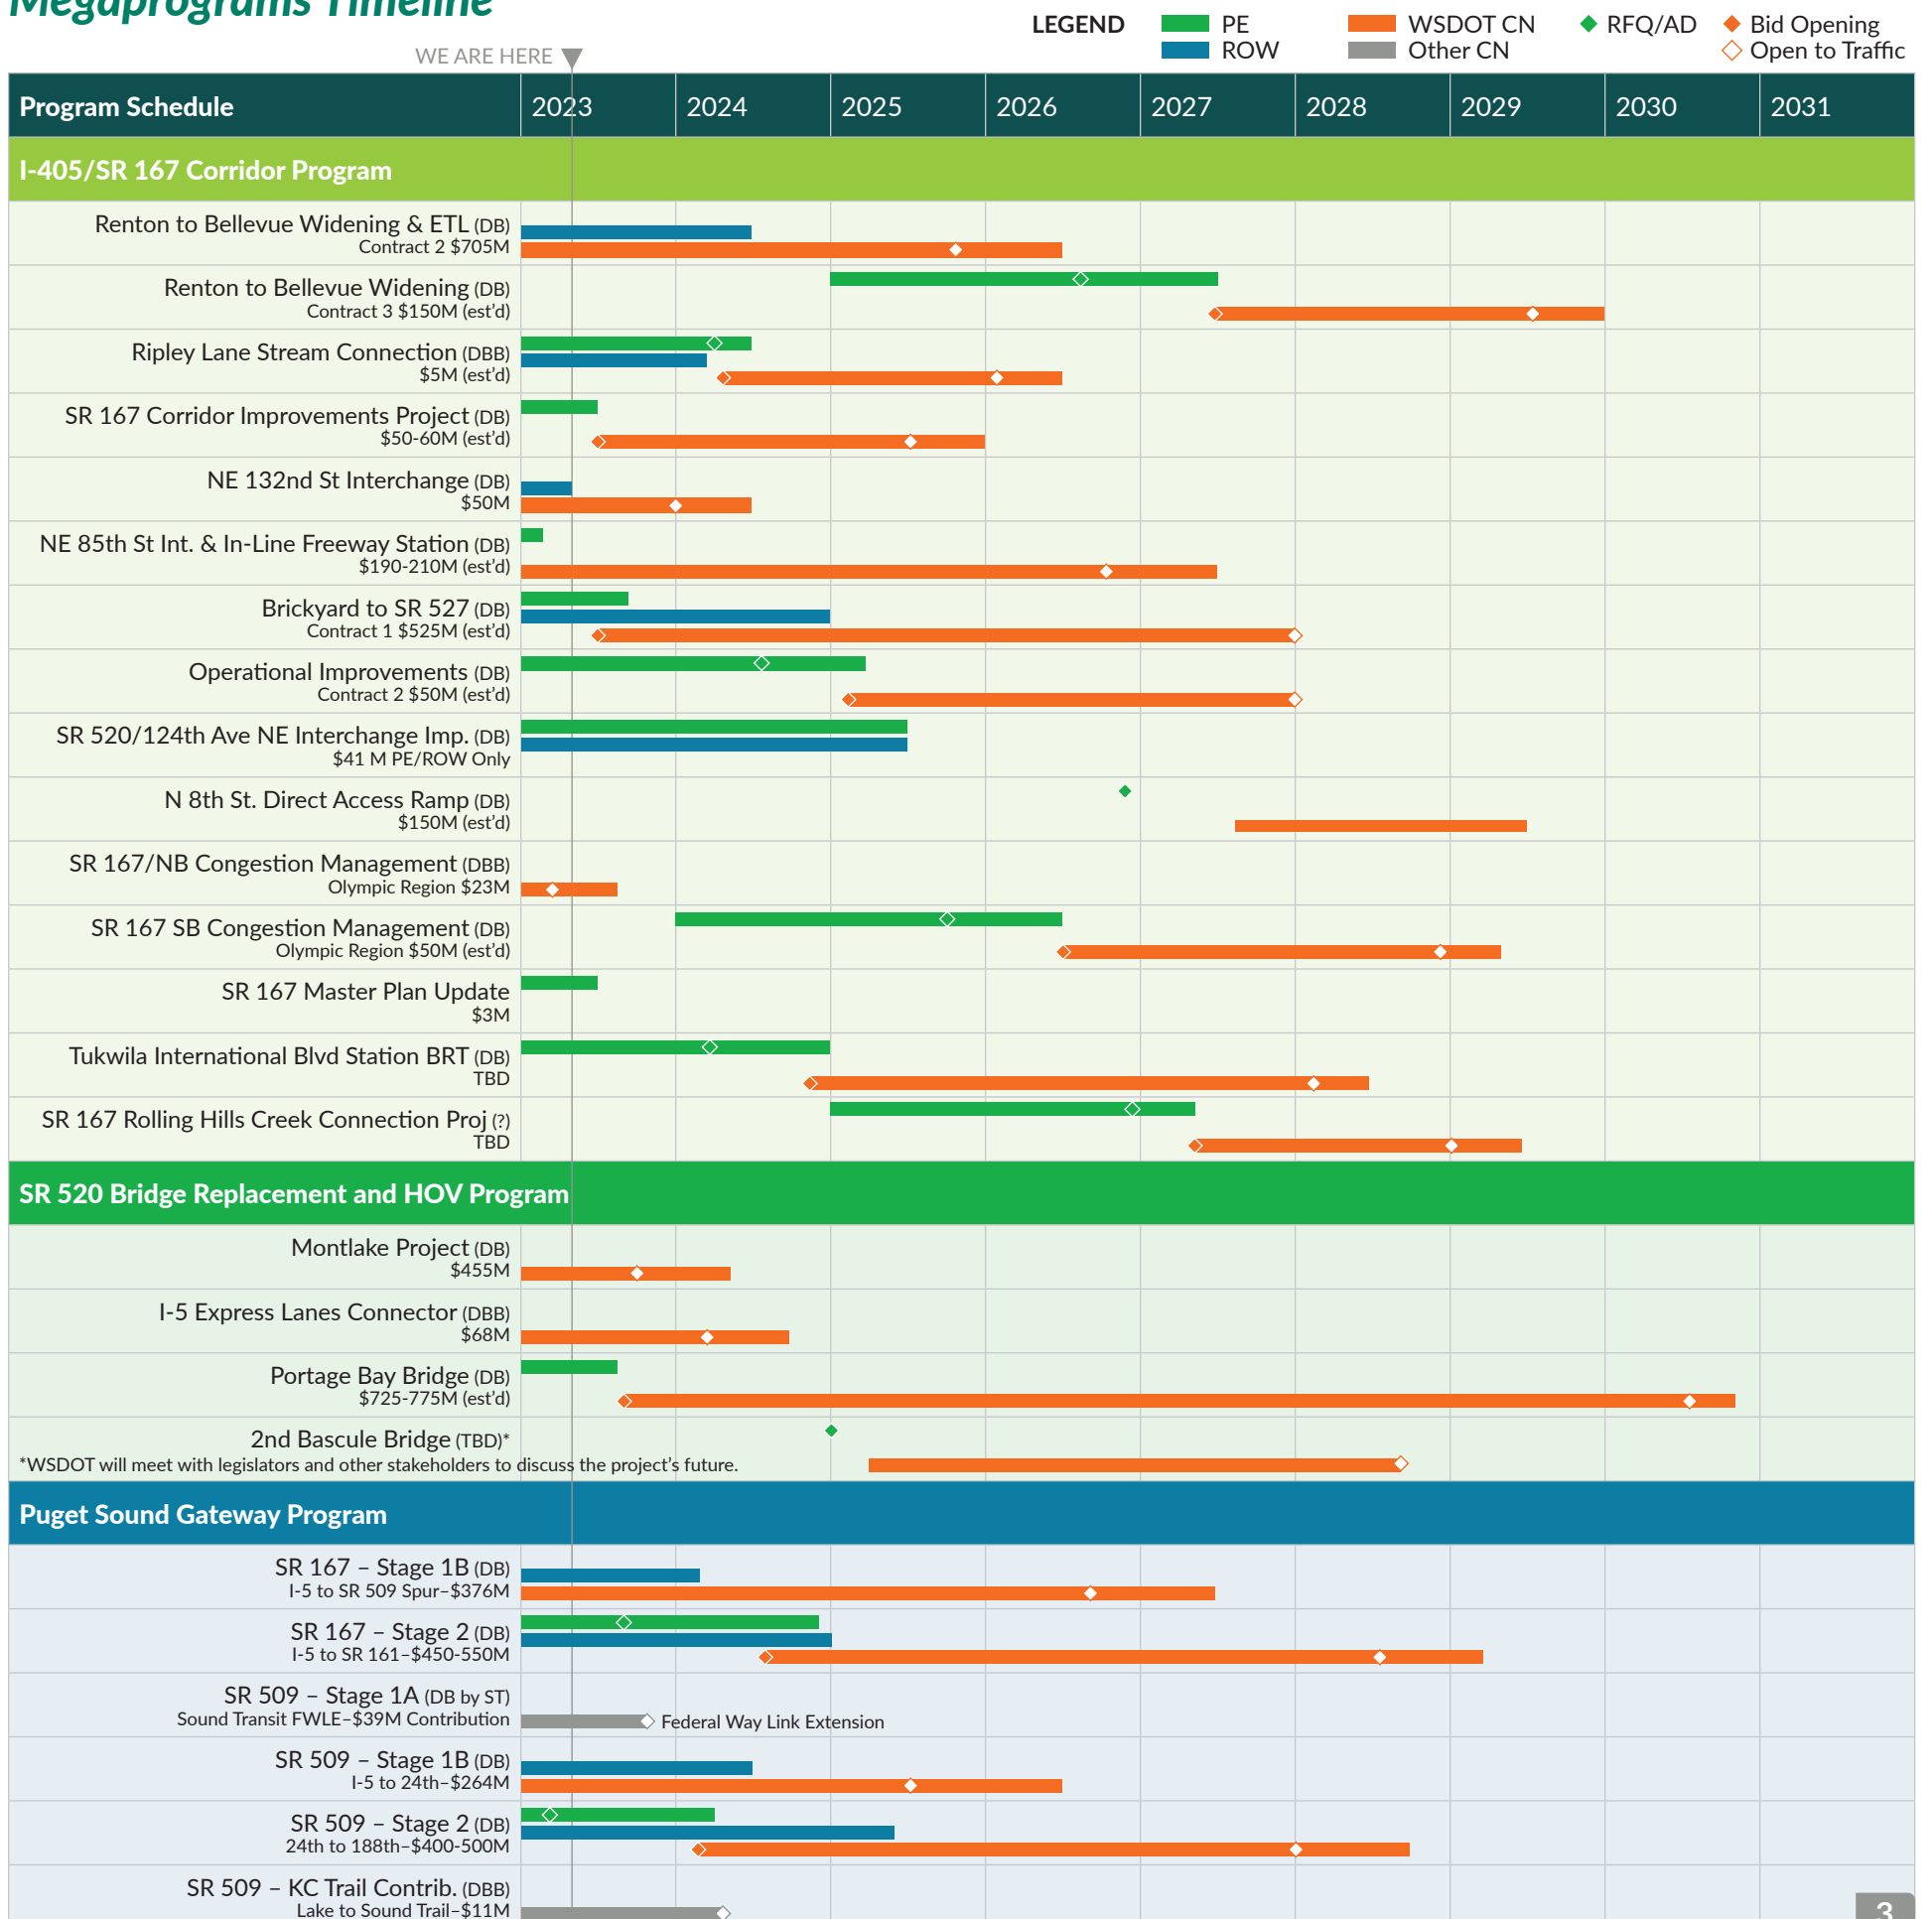 Megaprograms Timeline
LEGEND PE WSDOT CN RFQ/AD Bid Opening
ROW Other CN Open to Traffic
WE ARE HERE
Program Schedule 2023 2024 2025 2026 2027 2028 2029 2030 2031
I-405/SR 167 Corridor Program
Renton to Bellevue Widening & ETL (DB)
Contract 2 $705M
Renton to Bellevue Widening (DB)
Contract 3 $150M (est'd)
Ripley Lane Stream Connection (DBB)
$5M (est'd)
SR 167 Corridor Improvements Project (DB)
$50-60M (est'd)
NE 132nd St Interchange (DB)
$50M
NE 85th St Int. & In-Line Freeway Station (DB)
$190-210M (est'd)
Brickyard to SR 527 (DB)
Contract 1 $525M (est'd)
Operational Improvements (DB)
Contract 2 $50M (est'd)
SR 520/124th Ave NE Interchange Imp. (DB)
$41 M PE/ROW Only
N 8th St. Direct Access Ramp (DB)
$150M (est'd)
SR 167/NB Congestion Management (DBB)
Olympic Region $23M
SR 167 SB Congestion Management (DB)
Olympic Region $50M (est'd)
SR 167 Master Plan Update
$3M
Tukwila International Blvd Station BRT (DB)
TBD
SR 167 Rolling Hills Creek Connection Proj (?)
TBD
SR 520 Bridge Replacement and HOV Program
Montlake Project (DB)
$455M
I-5 Express Lanes Connector (DBB)
$68M
Portage Bay Bridge (DB)
$725-775M (est'd)
2nd Bascule Bridge (TBD)*
*WSDOT will meet with legislators and other stakeholders to discuss the project's future.
Puget Sound Gateway Program
SR 167 – Stage 1B (DB)
I-5 to SR 509 Spur–$376M
SR 167 – Stage 2 (DB)
I-5 to SR 161–$450-550M
SR 509 – Stage 1A (DB by ST)
Sound Transit FWLE–$39M Contribution Federal Way Link Extension
SR 509 – Stage 1B (DB)
I-5 to 24th–$264M
SR 509 – Stage 2 (DB)
24th to 188th–$400-500M
SR 509 – KC Trail Contrib. (DBB)
Lake to Sound Trail–$11M
3